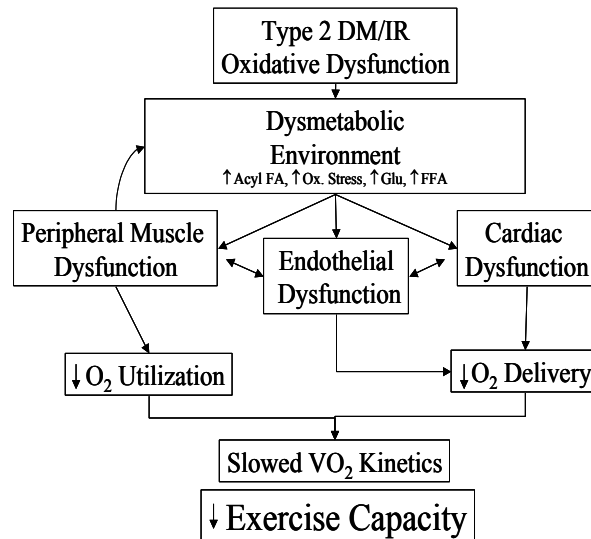 Type 2 DM/IR
Oxidative Dysfunction
Dysmetabolic
Environment
↑Acyl FA, ↑Ox. Stress, ↑Glu, ↑FFA
Peripheral Muscle
Dysfunction
Endothelial
Dysfunction
Cardiac
Dysfunction
↓O₂ Utilization
↓O₂ Delivery
Slowed VO₂ Kinetics
↓Exercise Capacity